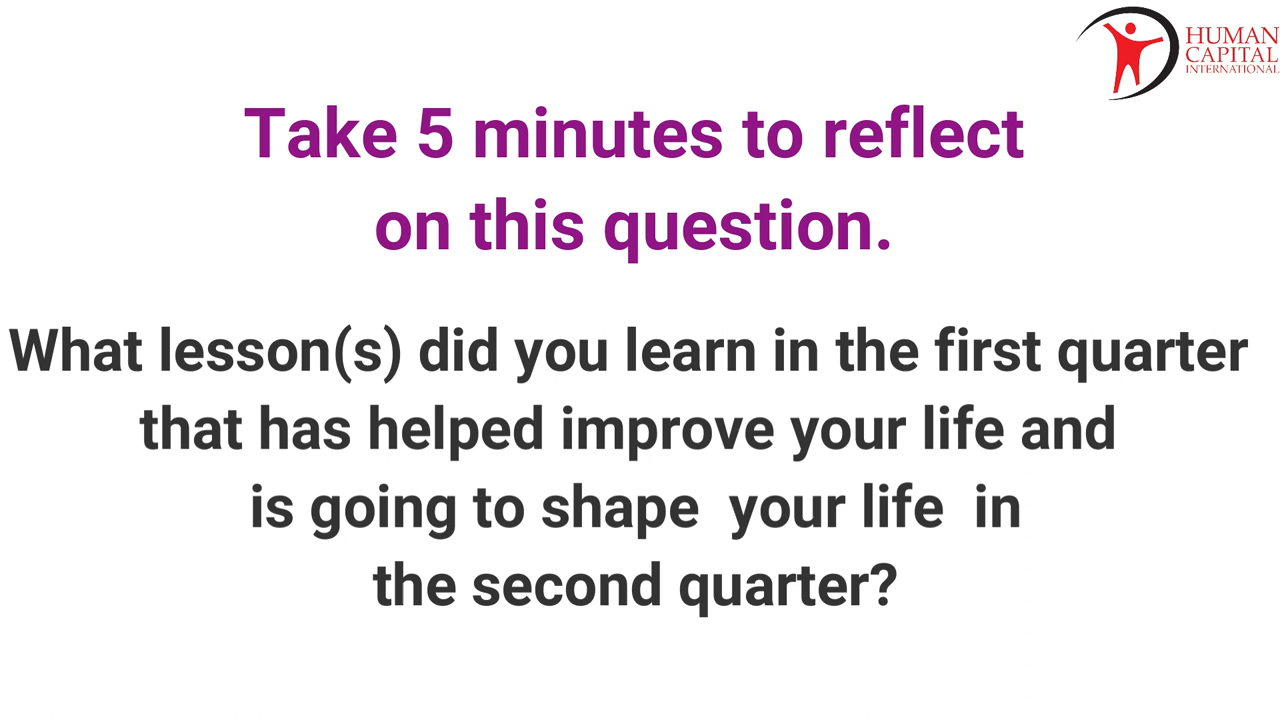 HUMAN
CAPITAL
INTERNATIONAL
Take 5 minutes to reflect
on this question.
What lesson(s) did you learn in the first quarter
that has helped improve your life and
is going to shape  your life  in
the second quarter?